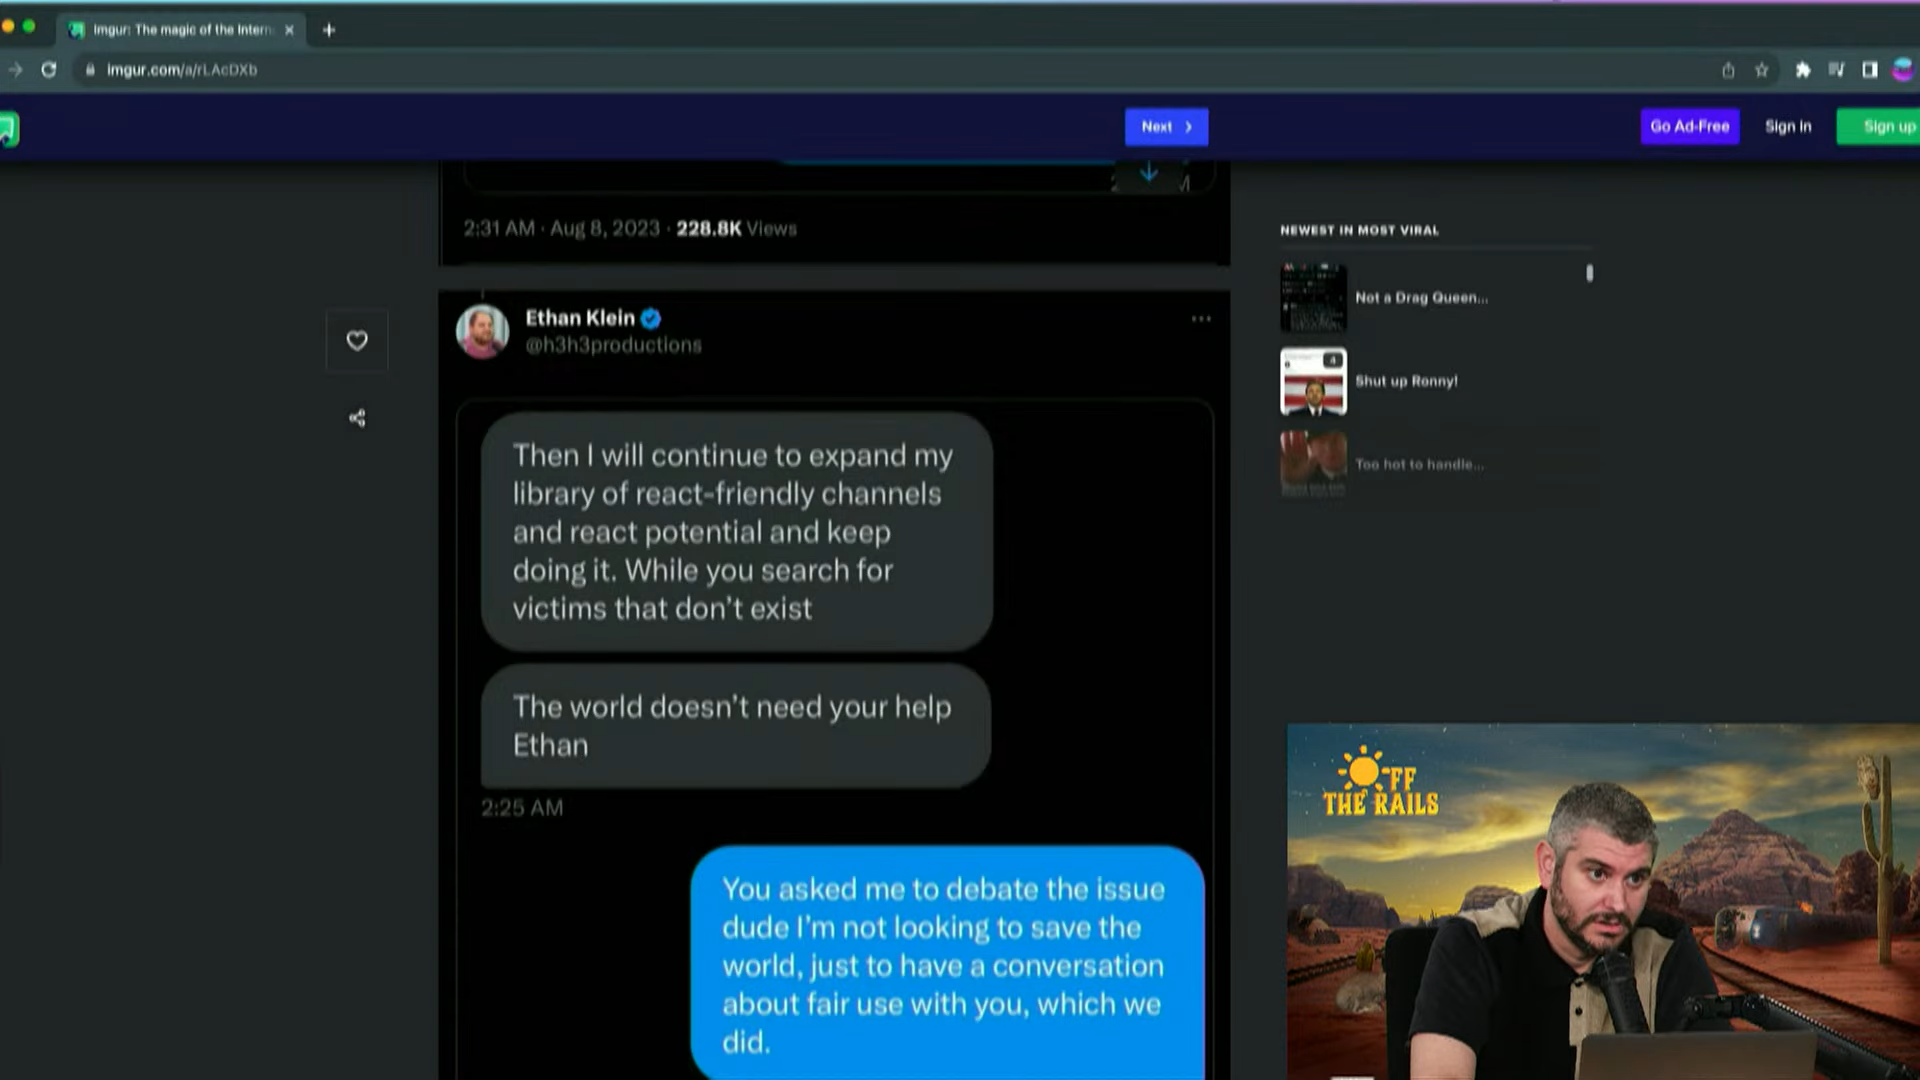 Imgur: The magic of the Intern
imgur.com/a/rLAcDXb
Next
Go Ad-Free
Sign in
Sign up
2:31 AM · Aug 8, 2023 · 228.8K Views
NEWEST IN MOST VIRAL
Not a Drag Queen...
Shut up Ronny!
Too hot to handle...
Ethan Klein
@h3h3productions
Then I will continue to expand my
library of react-friendly channels
and react potential and keep
doing it. While you search for
victims that don’t exist
The world doesn’t need your help
Ethan
2:25 AM
You asked me to debate the issue
dude I’m not looking to save the
world, just to have a conversation
about fair use with you, which we
did.
OFF
THE RAILS